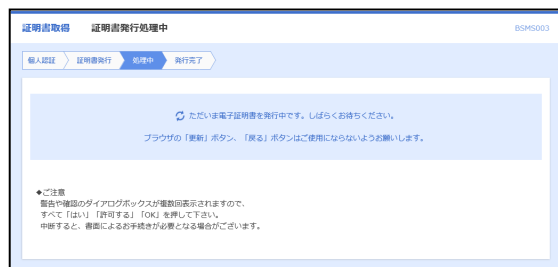 証明書取得 証明書発行処理中 BSMS003
個人認証 証明書発行 処理中 発行完了
ただいま電子証明書を発行中です。しばらくお待ちください。
ブラウザの「更新」ボタン、「戻る」ボタンはご使用にならないようお願いします。
◆ご注意
警告や確認のダイアログボックスが複数回表示されますので、
すべて「はい」「許可する」「OK」を押して下さい。
中断すると、書面によるお手続きが必要となる場合がございます。